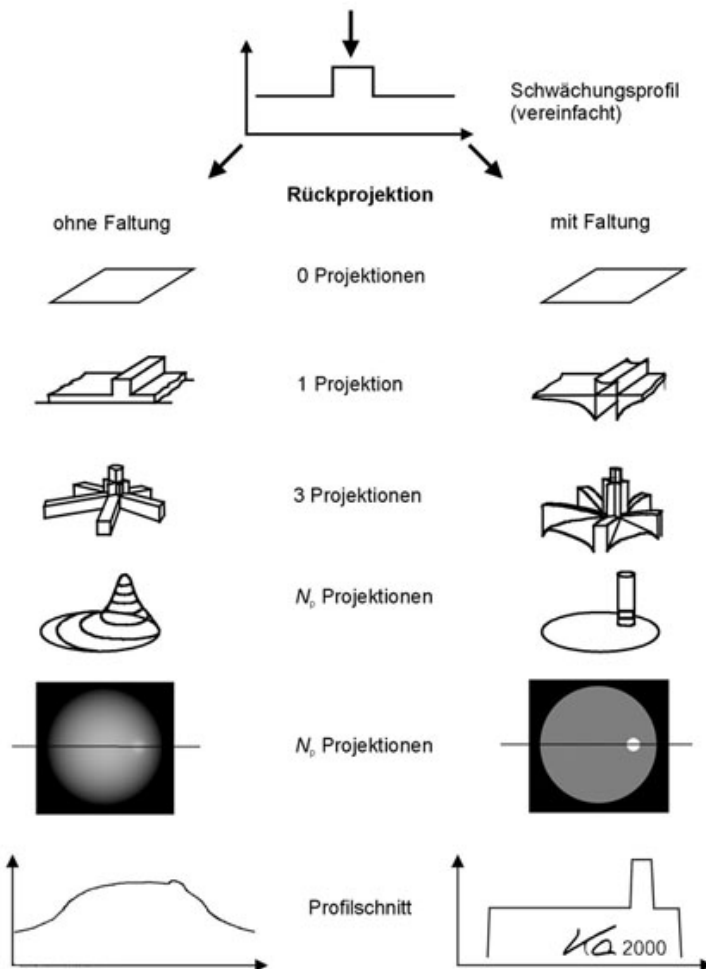 Schwächungsprofil
(vereinfacht)
Rückprojektion
ohne Faltung
mit Faltung
0 Projektionen
1 Projektion
3 Projektionen
Np Projektionen
Np Projektionen
Profilschnitt
2000